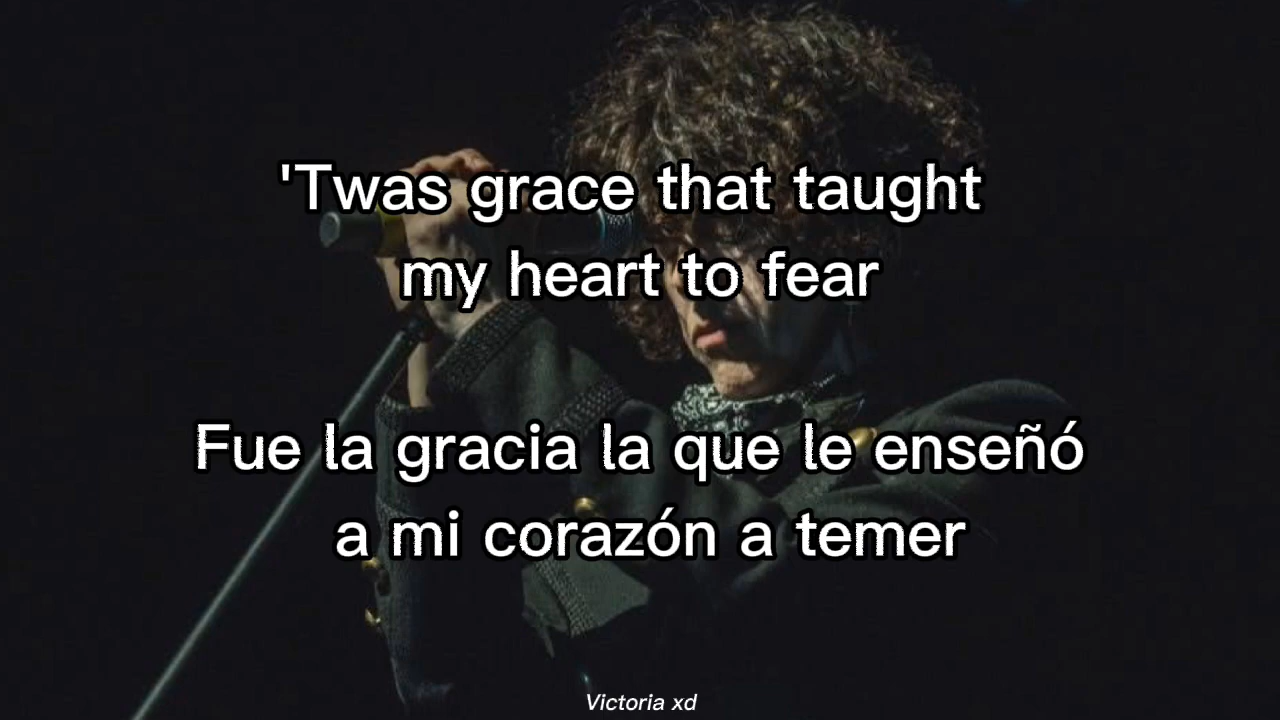 'Twas grace that taught
my heart to fear
Fue la gracia la que le enseñó
a mi corazón a temer
Victoria xd